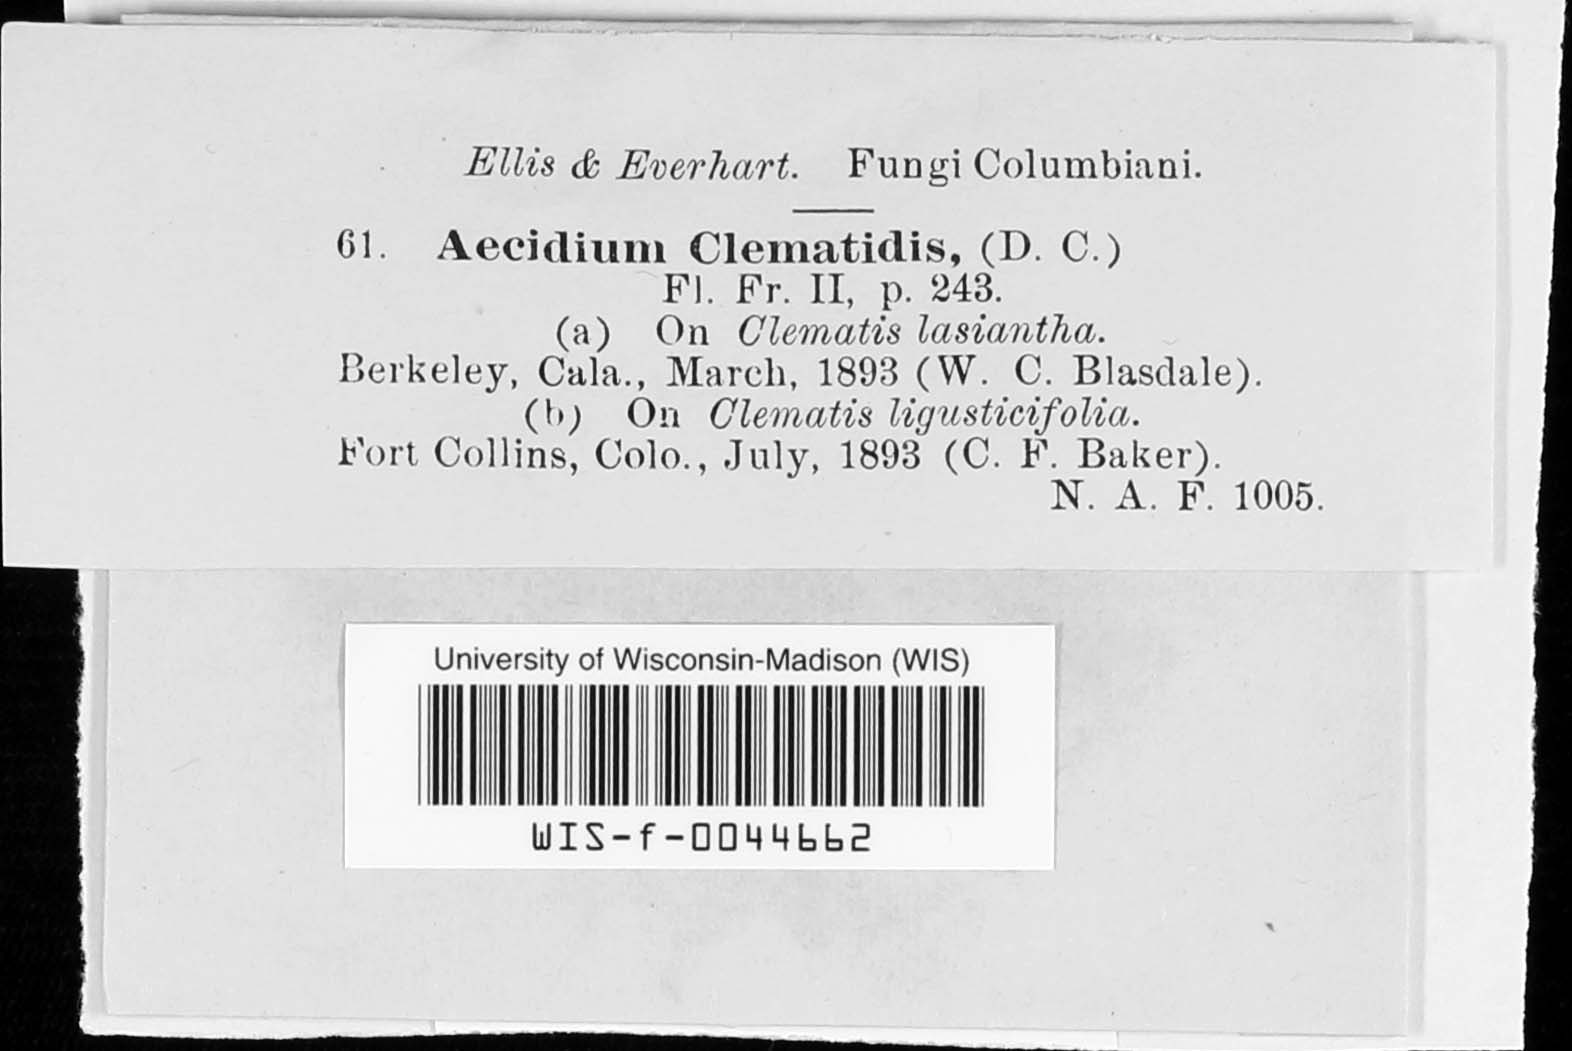 Ellis & Everhart. Fungi Columbiani.
61. Aecidium Clematidis, (D. C.)
Fl. Fr. II, p. 243.
(a) On Clematis lasiantha.
Berkeley, Cala., March, 1893 (W. C. Blasdale).
(b) On Clematis ligusticifolia.
Fort Collins, Colo., July, 1893 (C. F. Baker).
N. A. F. 1005.
University of Wisconsin-Madison (WIS)
WIS-f-0044662